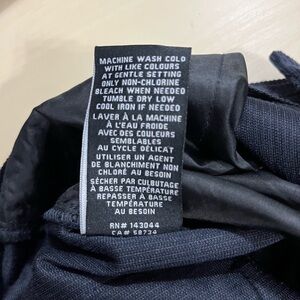 MACHINE WASH COLD
WITH LIKE COLOURS
AT GENTLE SETTING
ONLY NON-CHLORINE
BLEACH WHEN NEEDED
TUMBLE DRY LOW
COOL IRON IF NEEDED
LAVER À LA MACHINE
À L'EAU FROIDE
AVEC DES COULEURS
SEMBLABLES
AU CYCLE DÉLICAT
UTILISER UN AGENT
DE BLANCHIMENT NON
CHLORÉ AU BESOIN
SÉCHER PAR CULBUTAGE
À BASSE TEMPÉRATURE
REPASSER À BASSE
TEMPÉRATURE
AU BESOIN
RN# 143044
CA# 58734